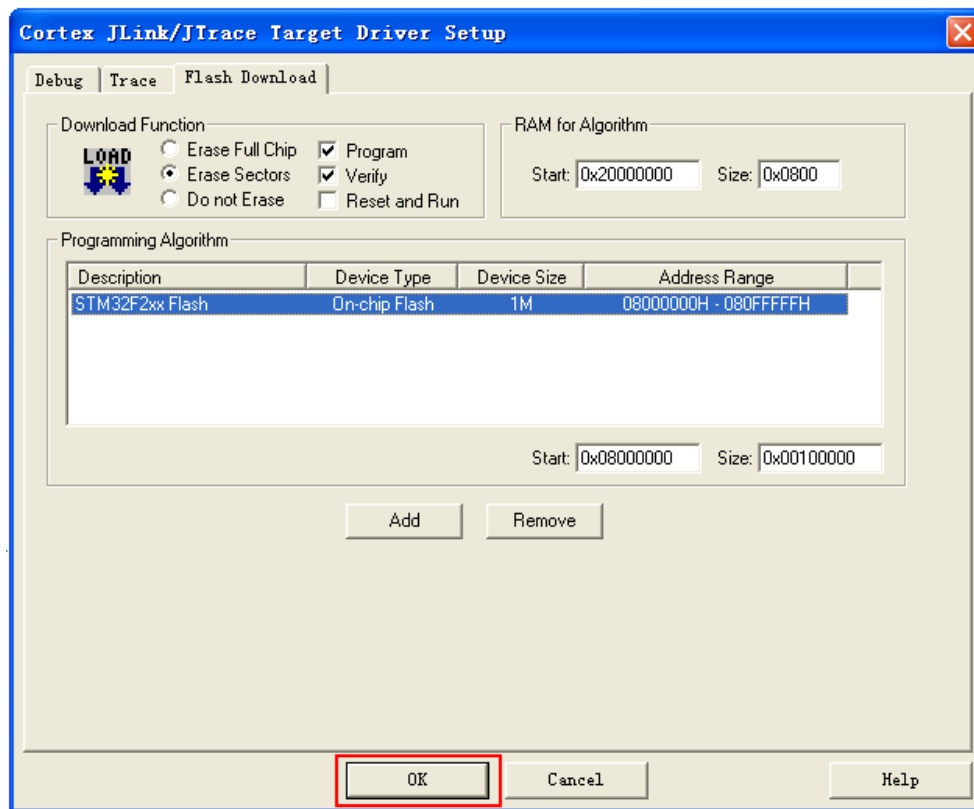 Cortex JLink/JTrace Target Driver Setup
Debug Trace Flash Download
Download Function
LOAD
Erase Full Chip
Erase Sectors
Do not Erase
Program
Verify
Reset and Run
RAM for Algorithm
Start: 0x20000000 Size: 0x0800
Programming Algorithm
Description Device Type Device Size Address Range
STM32F2xx Flash On-chip Flash 1M 08000000H - 080FFFFFH
Start: 0x08000000 Size: 0x00100000
Add Remove
OK Cancel Help